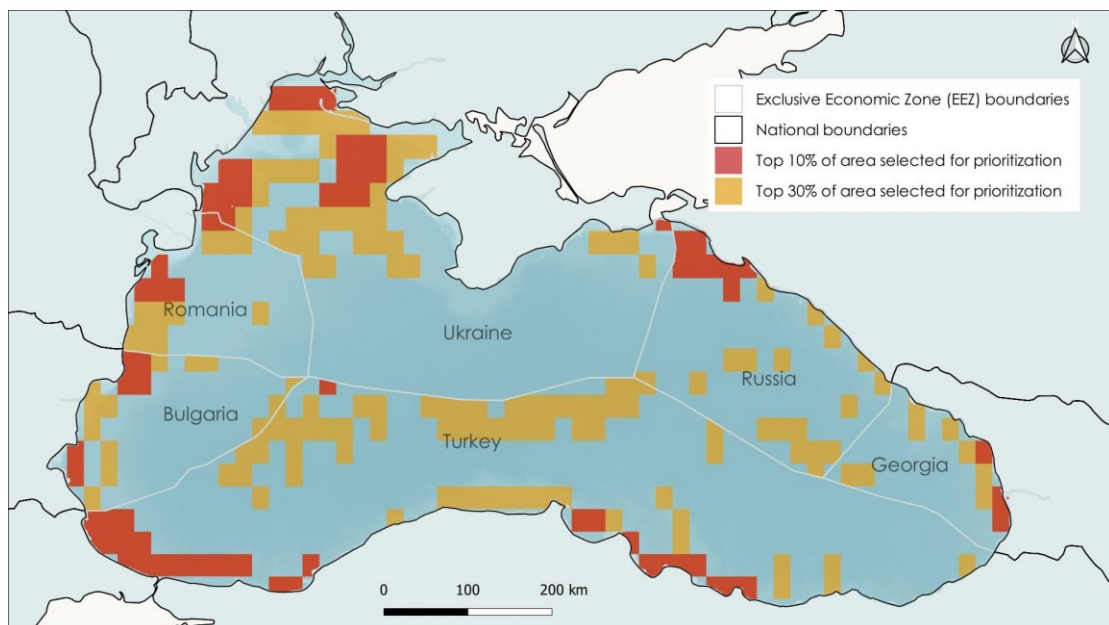 N
Exclusive Economic Zone (EEZ) boundaries
National boundaries
Top 10% of area selected for prioritization
Top 30% of area selected for prioritization
Romania
Ukraine
Russia
Bulgaria
Turkey
Georgia
0 100 200 km